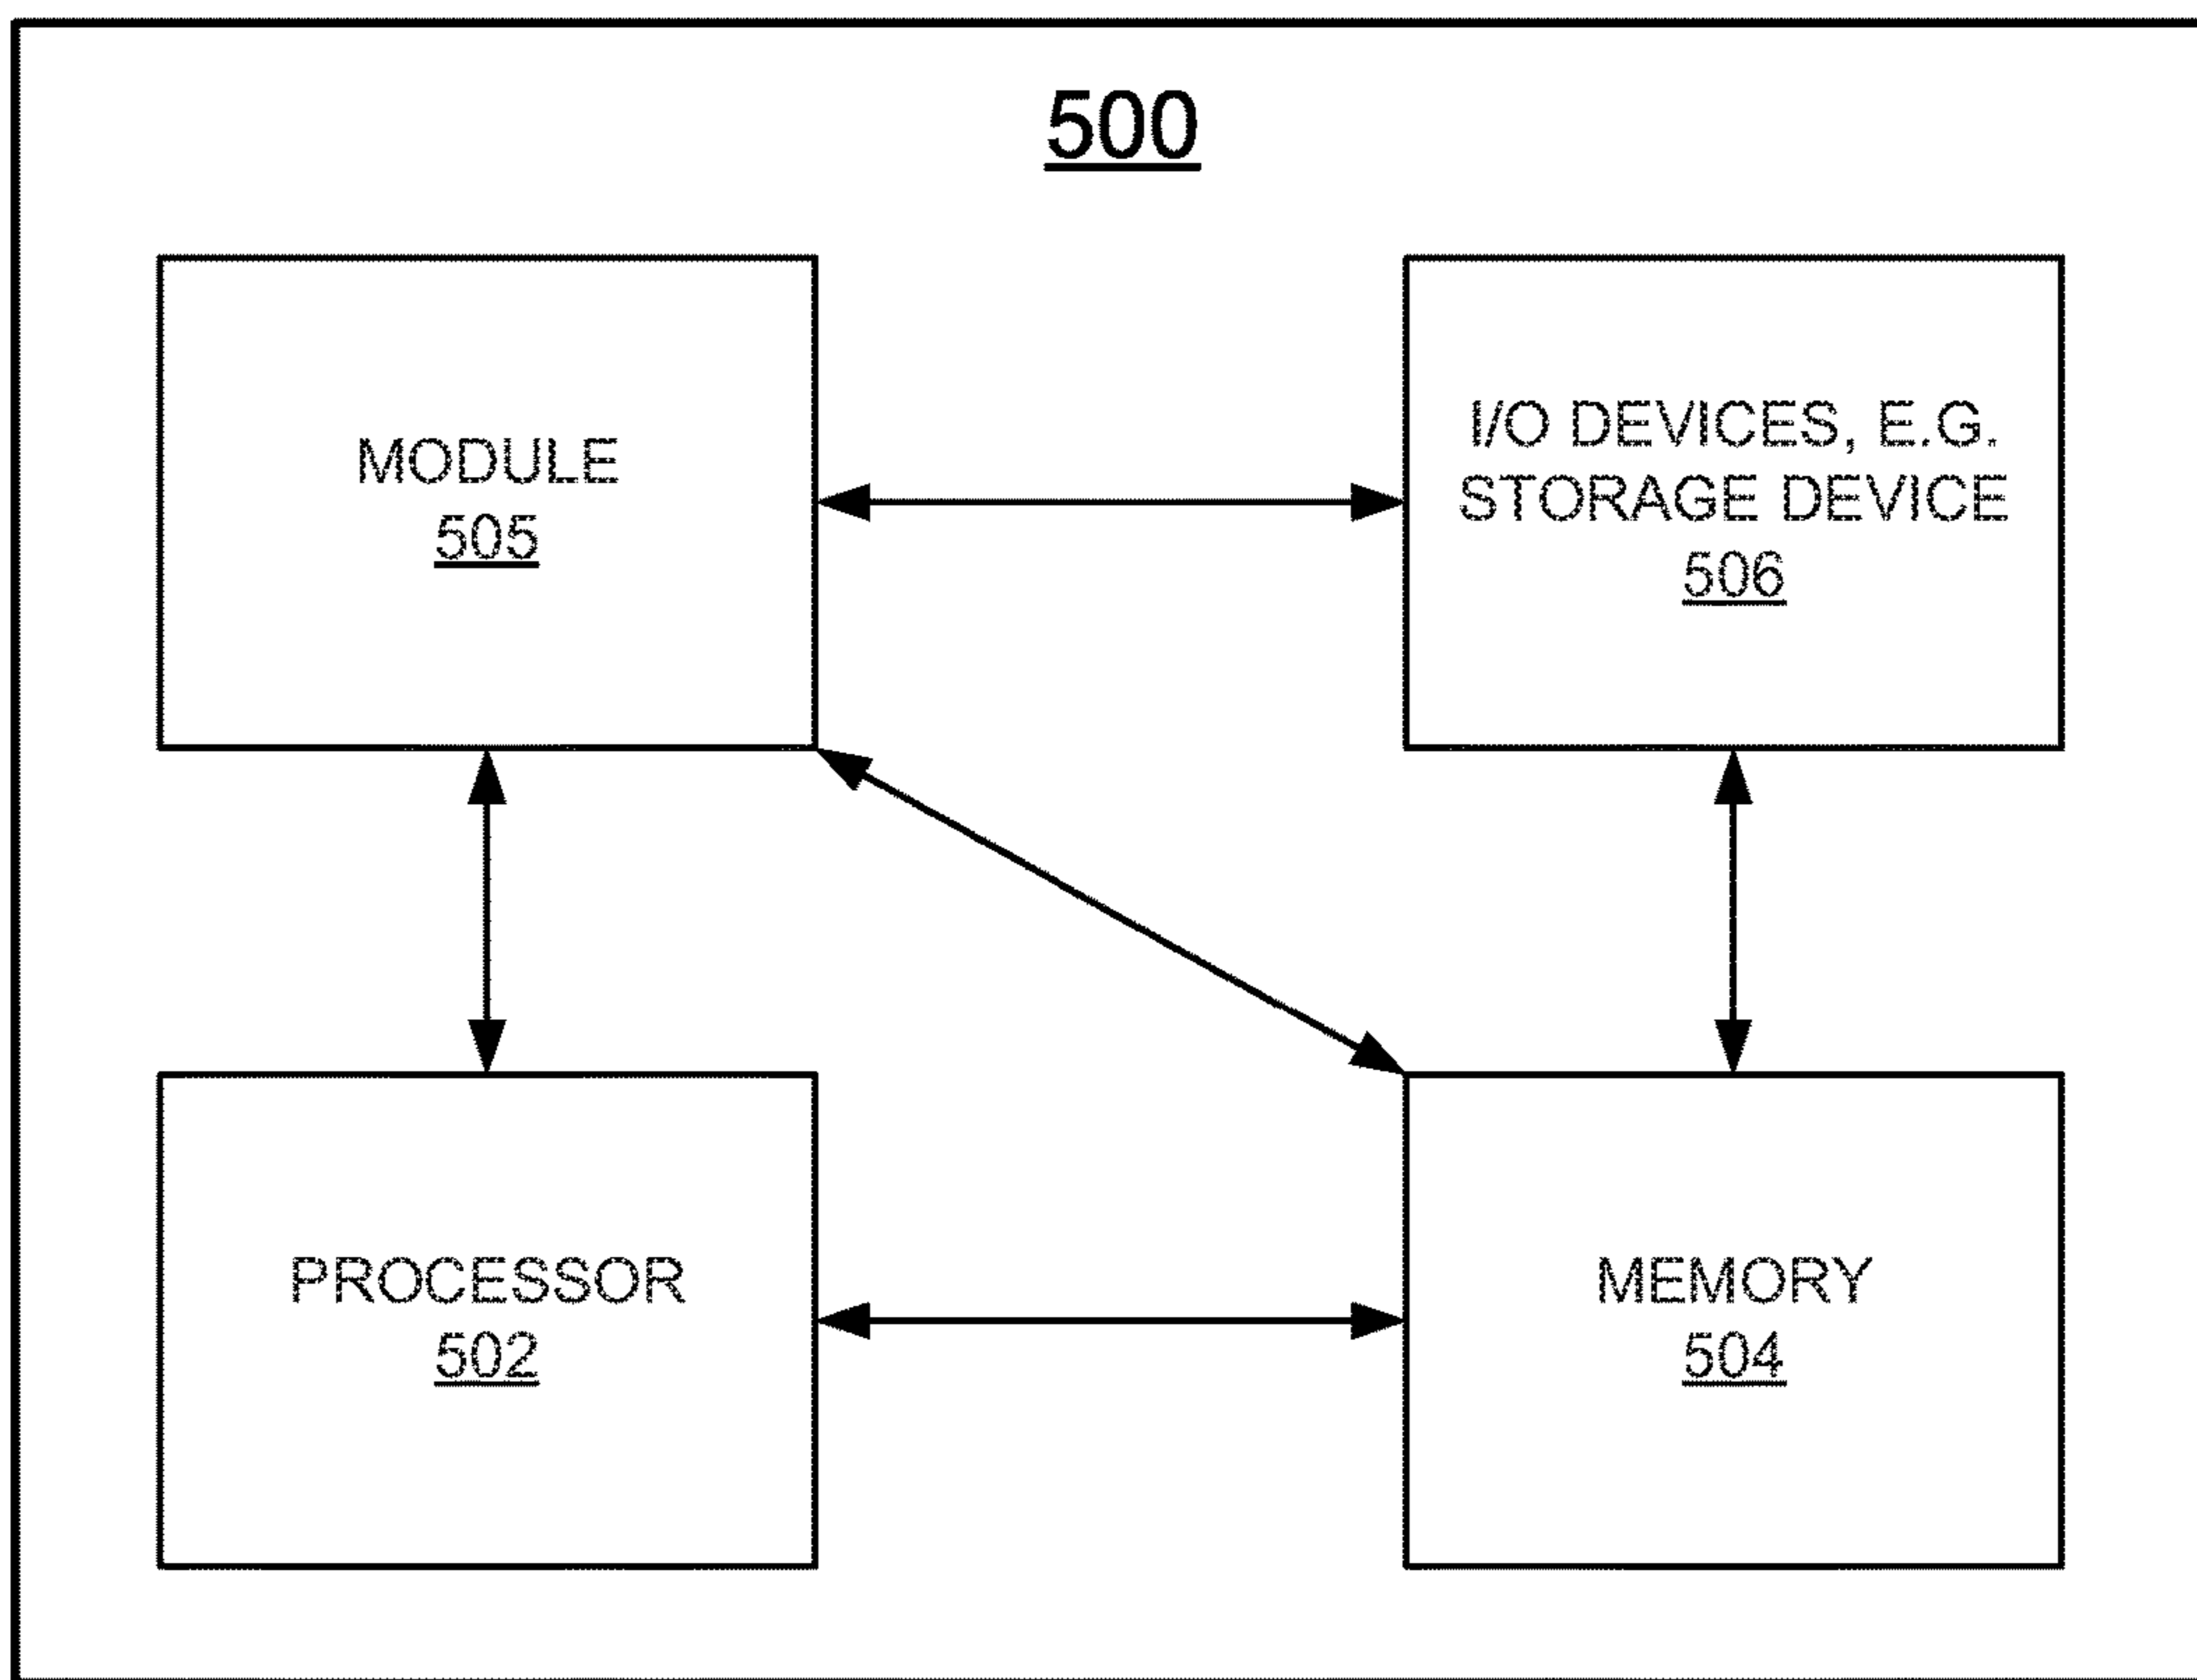 500
MODULE
505
I/O DEVICES, E.G.
STORAGE DEVICE
506
PROCESSOR
502
MEMORY
504